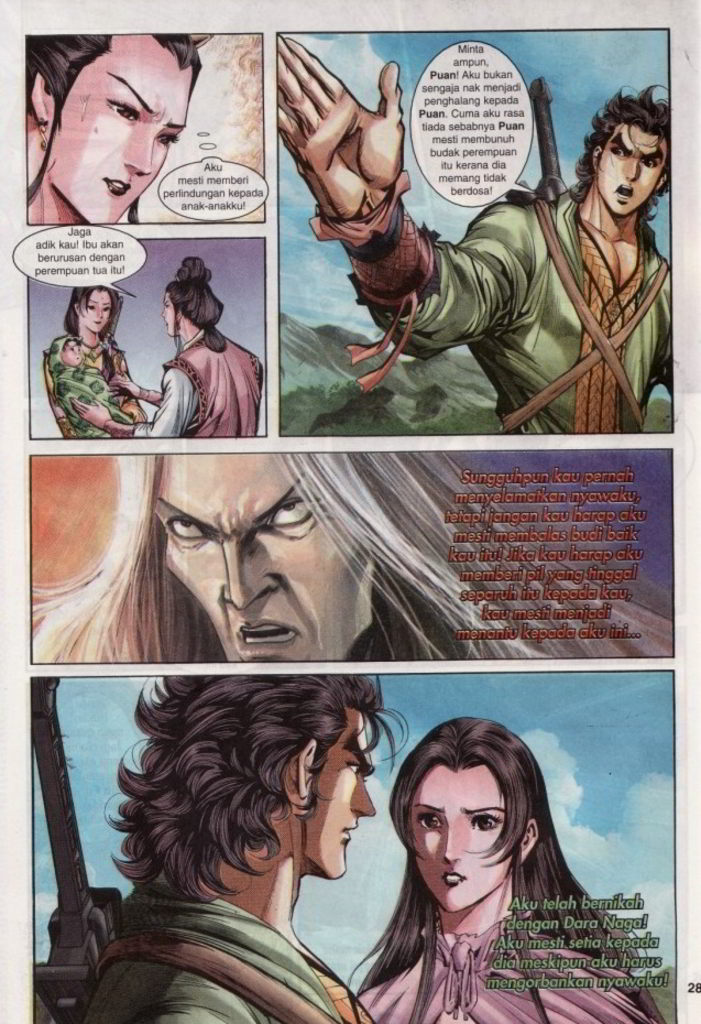 Aku
mesti memberi
perlindungan kepada
anak-anakku!
Minta
ampun,
Puan! Aku bukan
sengaja nak menjadi
penghalang kepada
Puan. Cuma aku rasa
tiada sebabnya Puan
mesti membunuh
budak perempuan
itu kerana dia
memang tidak
berdosa!
Jaga
adik kau! Ibu akan
berurusan dengan
perempuan tua itu!
Sungguhpun kau pernah
menyelamatkan nyawaku,
tetapi jangan kau harap aku
mesti membalas budi baik
kau itu! Jika kau harap aku
memberi pil yang tinggal
separuh itu kepada kau,
kau mesti menjadi
menantu kepada aku ini...
Aku telah bernikah
dengan Dara Naga!
Aku mesti setia kepada
dia meskipun aku harus
mengorbankan nyawaku!
28